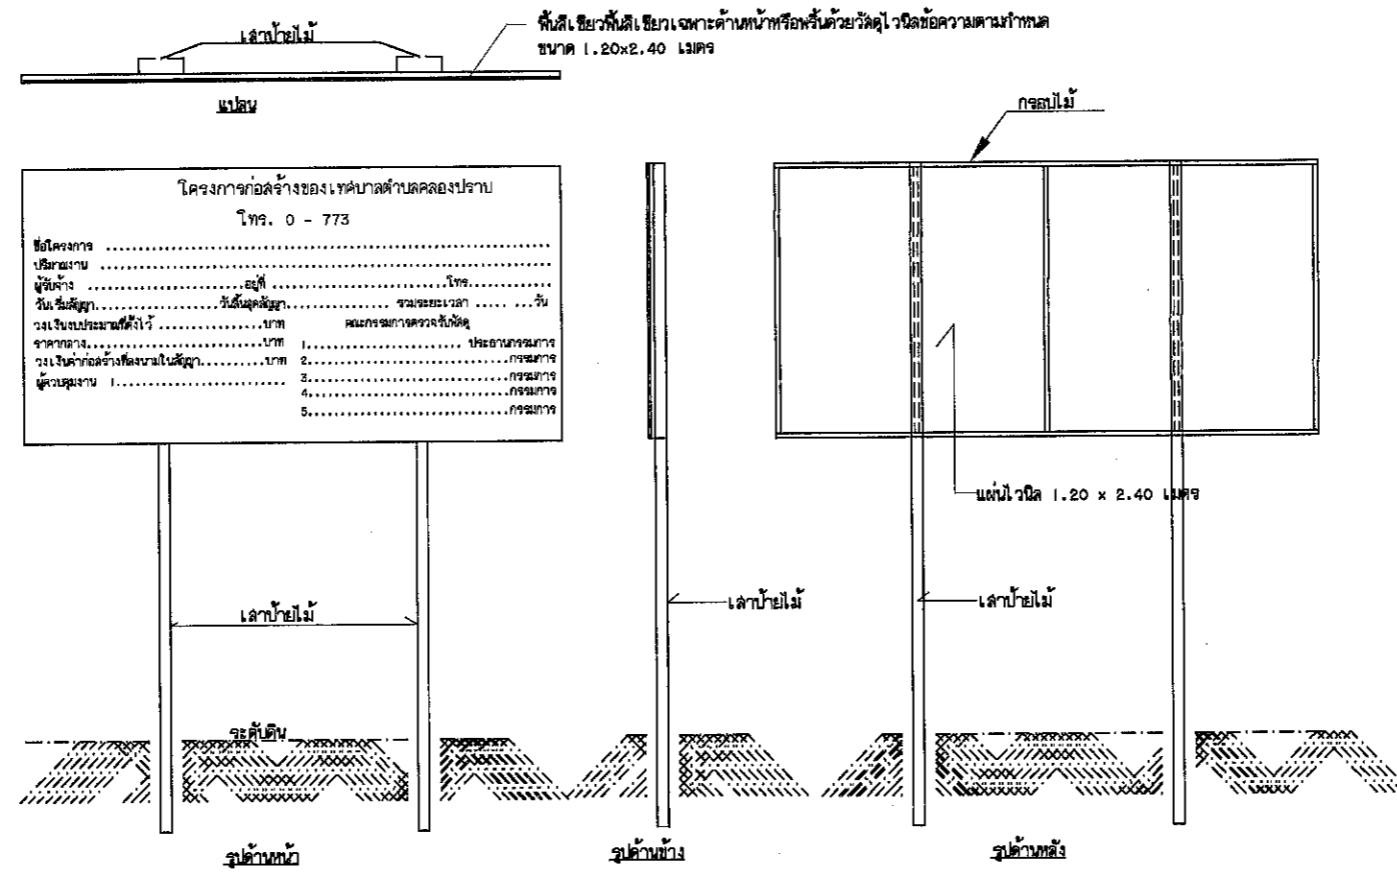 เสาป้ายไม้
พื้นสีเขียวพื้นสีเขียวเฉพาะด้านหน้าหรือพริ้นด้วยวัสดุไวนิลข้อความตามกำหนด
ขนาด 1.20x2.40 เมตร
แปลน
กรอบไม้
โครงการก่อสร้างของเทศบาลตำบลคลองปราบ
โทร. 0 - 773
ชื่อโครงการ ................................................
ปริมาณงาน ................................................
ผู้รับจ้าง ....................อยู่ที่ ....................โทร............
วันเริ่มสัญญา...............วันสิ้นสุดสัญญา............... รวมระยะเวลา ..... ...วัน
วงเงินงบประมาณที่ตั้งไว้ ...............บาท
คณะกรรมการตรวจรับพัสดุ
ราคากลาง.........................บาท
1...................... ประธานกรรมการ
วงเงินค่าก่อสร้างที่ลงนามในสัญญา.........บาท
2.............................กรรมการ
ผู้ควบคุมงาน 1........................
3.............................กรรมการ
4.............................กรรมการ
5.............................กรรมการ
แผ่นไวนิล 1.20 x 2.40 เมตร
เสาป้ายไม้
เสาป้ายไม้
เสาป้ายไม้
ระดับดิน
รูปด้านหน้า
รูปด้านข้าง
รูปด้านหลัง